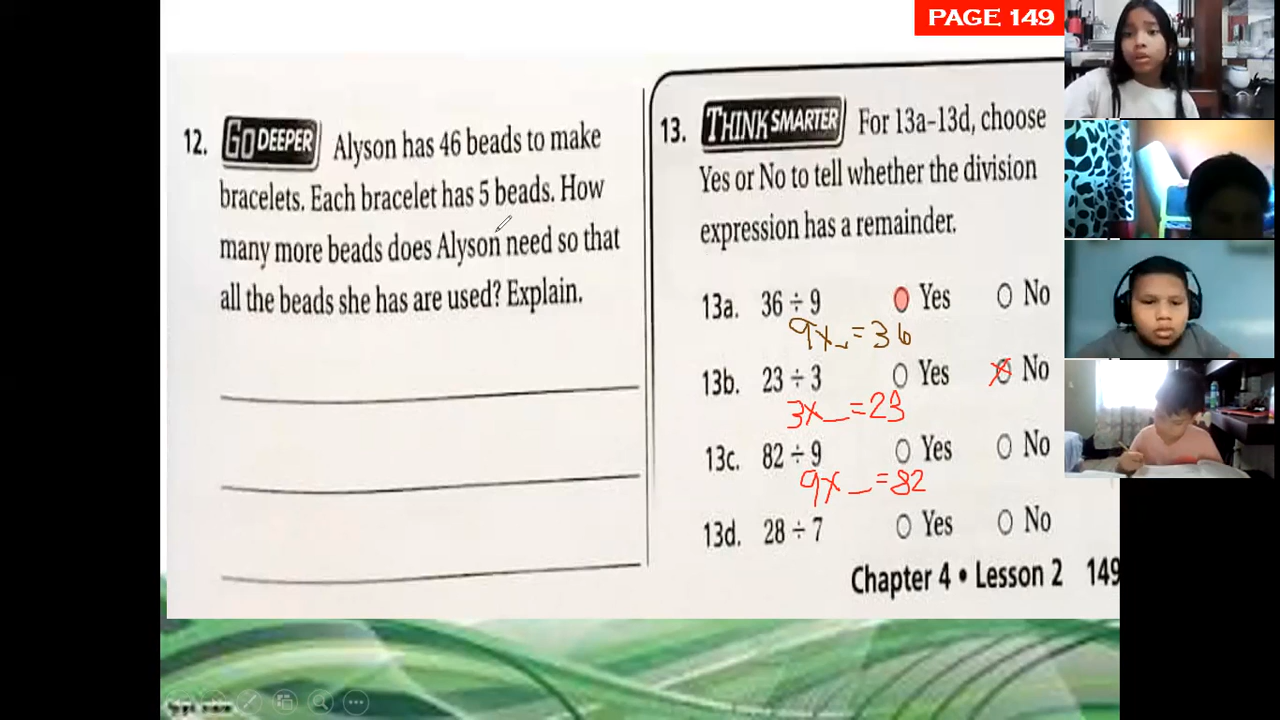 PAGE 149
12. GO DEEPER Alyson has 46 beads to make
bracelets. Each bracelet has 5 beads. How
many more beads does Alyson need so that
all the beads she has are used? Explain.
13. THINK SMARTER For 13a–13d, choose
Yes or No to tell whether the division
expression has a remainder.
13a. 36 ÷ 9 Yes No
9x_=36
13b. 23 ÷ 3 Yes No
3x_=23
13c. 82 ÷ 9 Yes No
9x_=82
13d. 28 ÷ 7 Yes No
Chapter 4 • Lesson 2 149